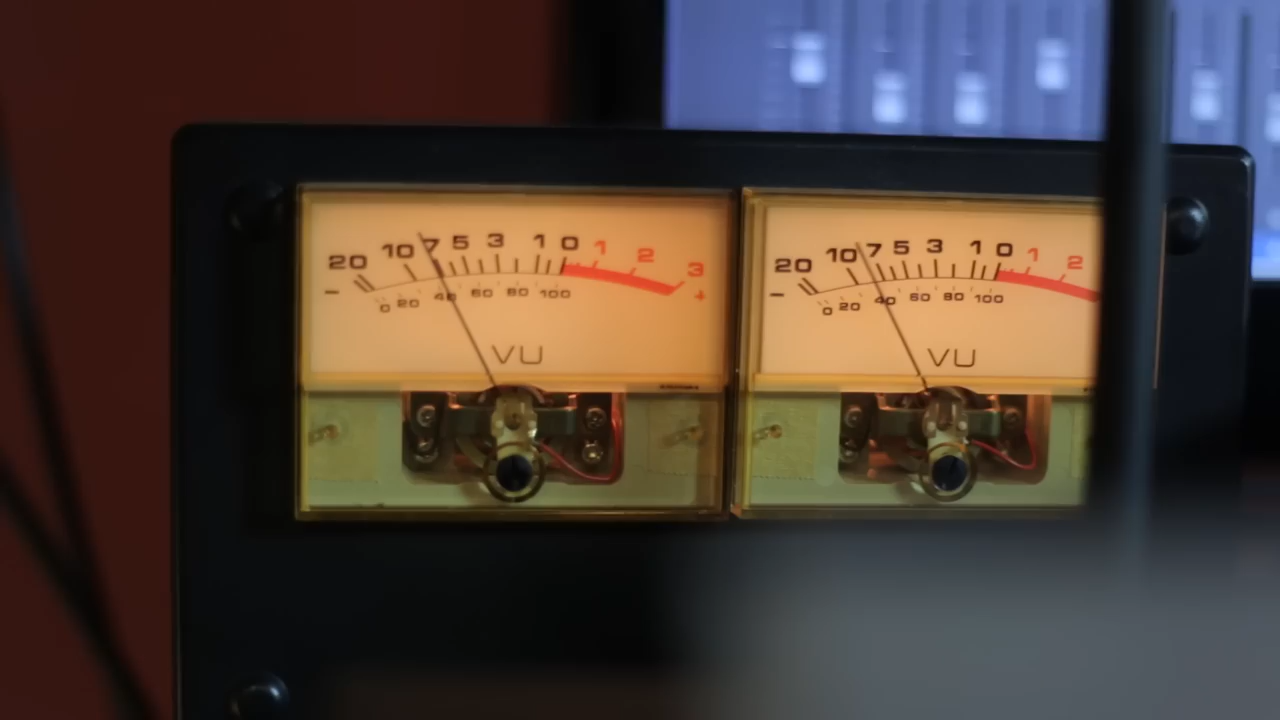 20 10 7 5 3 1 0 1 2 3
- 0 20 40 60 80 100 +
VU
20 10 7 5 3 1 0 1 2
- 0 20 40 60 80 100
VU